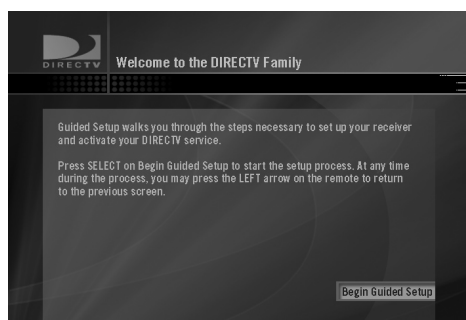 DIRECTV
Welcome to the DIRECTV Family
Guided Setup walks you through the steps necessary to set up your receiver
and activate your DIRECTV service.
Press SELECT on Begin Guided Setup to start the setup process. At any time
during the process, you may press the LEFT arrow on the remote to return
to the previous screen.
Begin Guided Setup